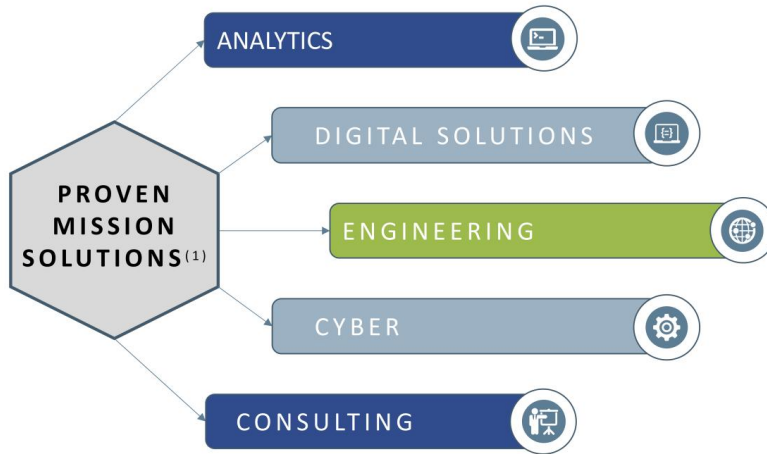 ANALYTICS
DIGITAL SOLUTIONS
PROVEN
MISSION
SOLUTIONS(1)
ENGINEERING
CYBER
CONSULTING